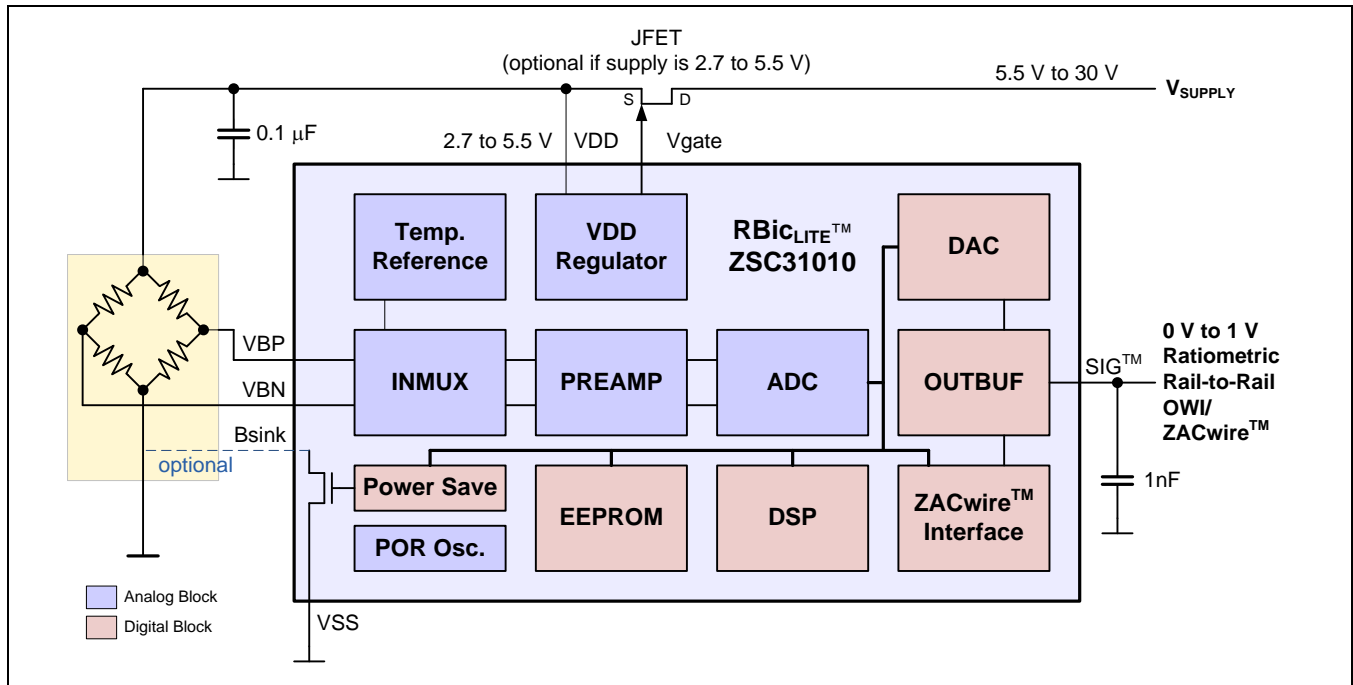 JFET
(optional if supply is 2.7 to 5.5 V)
5.5 V to 30 V
VSUPPLY
S
D
0.1 μF
2.7 to 5.5 V
VDD
Vgate
Temp.
Reference
VDD
Regulator
RBicLITE™
ZSC31010
DAC
VBP
VBN
INMUX
PREAMP
ADC
OUTBUF
SIG™
0 V to 1 V
Ratiometric
Rail-to-Rail
OWI/
ZACwire™
Bsink
optional
Power Save
POR Osc.
EEPROM
DSP
ZACwire™
Interface
1nF
Analog Block
Digital Block
VSS